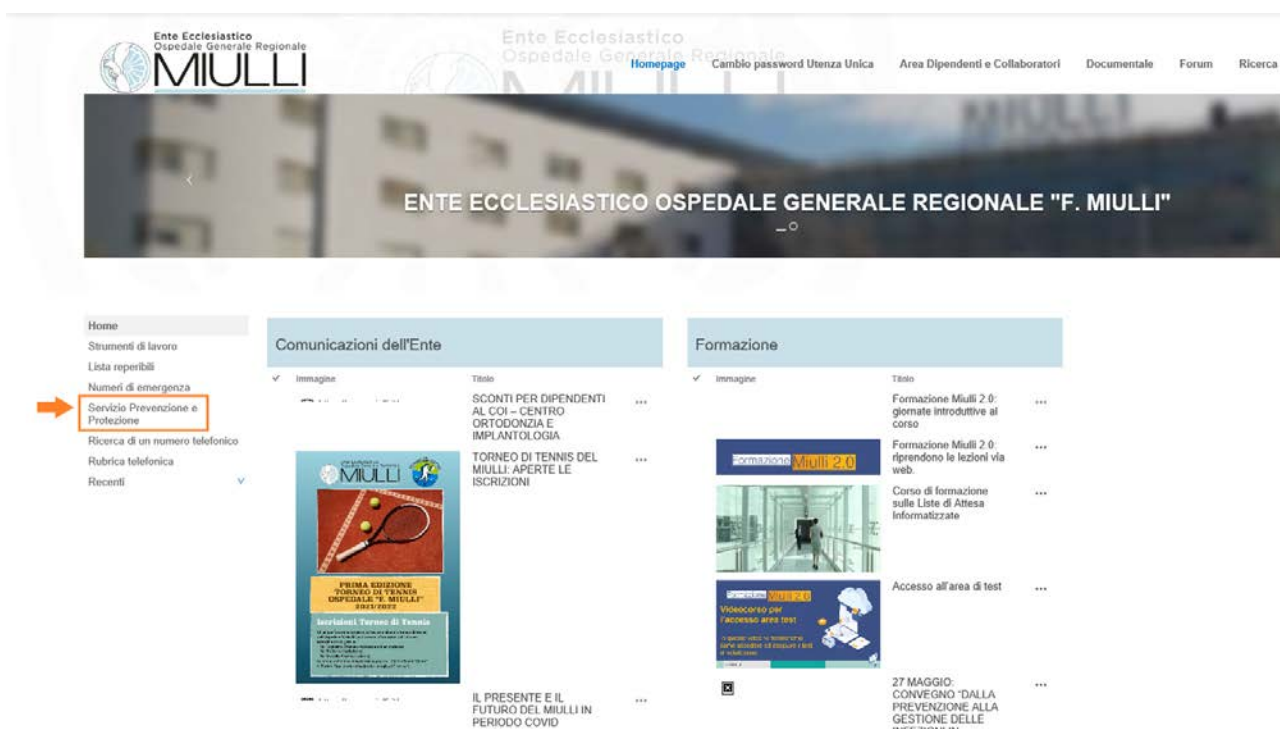 Ente Ecclesiastico
Ospedale Generale Regionale
MIULLI
Ente Ecclesiastico
Ospedale Generale Regionale
Homepage
Cambio password Utenza Unica
Area Dipendenti e Collaboratori
Documentale
Forum
Ricerca
MIULLI
ENTE ECCLESIASTICO OSPEDALE GENERALE REGIONALE "F. MIULLI"
Home
Strumenti di lavoro
Lista reperibili
Numeri di emergenza
Servizio Prevenzione e
Protezione
Ricerca di un numero telefonico
Rubrica telefonica
Recenti
Comunicazioni dell'Ente
Immagine
Titolo
SCONTI PER DIPENDENTI
AL COI – CENTRO
ORTODONZIA E
IMPLANTOLOGIA
TORNEO DI TENNIS DEL
MIULLI: APERTE LE
ISCRIZIONI
MIULLI
PRIMA EDIZIONE
TORNEO DI TENNIS
OSPEDALE "F. MIULLI"
2021/2022
Iscrizioni Torneo di Tennis
IL PRESENTE E IL
FUTURO DEL MIULLI IN
PERIODO COVID
Formazione
Immagine
Titolo
Formazione Miulli 2.0:
giornate introduttive al
corso
Formazione Miulli 2.0
Formazione Miulli 2.0:
riprendono le lezioni via
web.
Corso di formazione
sulle Liste di Attesa
Informatizzate
Formazione Miulli 2.0
Videocorso per
l'accesso area test
Accesso all'area di test
27 MAGGIO:
CONVEGNO "DALLA
PREVENZIONE ALLA
GESTIONE DELLE